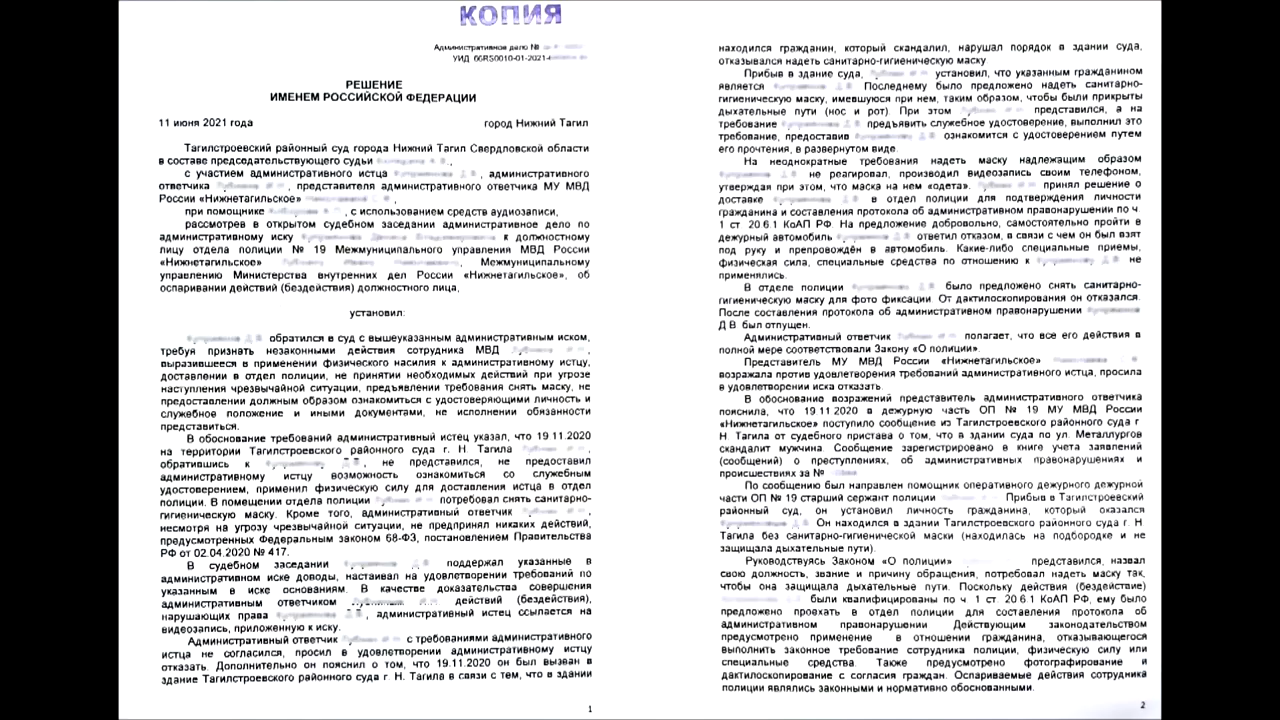 КОПИЯ
Административное дело №
УИД 66RS0010-01-2021-
РЕШЕНИЕ
ИМЕНЕМ РОССИЙСКОЙ ФЕДЕРАЦИИ
11 июня 2021 года город Нижний Тагил
Тагилстроевский районный суд города Нижний Тагил Свердловской области
в составе председательствующего судьи ,
с участием административного истца , административного
ответчика , представителя административного ответчика МУ МВД
России «Нижнетагильское» ,
при помощнике , с использованием средств аудиозаписи,
рассмотрев в открытом судебном заседании административное дело по
административному иску к должностному
лицу отдела полиции № 19 Межмуниципального управления МВД России
«Нижнетагильское» , Межмуниципальному
управлению Министерства внутренних дел России «Нижнетагильское», об
оспаривании действий (бездействия) должностного лица,
установил:
обратился в суд с вышеуказанным административным иском,
требуя признать незаконными действия сотрудника МВД ,
выразившееся в применении физического насилия к административному истцу,
доставлении в отдел полиции, не принятии необходимых действий при угрозе
наступления чрезвычайной ситуации, предъявлении требования снять маску, не
предоставлении должным образом ознакомиться с удостоверяющими личность и
служебное положение и иными документами, не исполнении обязанности
представиться.
В обоснование требований административный истец указал, что 19.11.2020
на территории Тагилстроевского районного суда г. Н. Тагила ,
обратившись к , не представился, не предоставил
административному истцу возможность ознакомиться со служебным
удостоверением, применил физическую силу для доставления истца в отдел
полиции. В помещении отдела полиции потребовал снять санитарно-
гигиеническую маску. Кроме того, административный ответчик ,
несмотря на угрозу чрезвычайной ситуации, не предпринял никаких действий,
предусмотренных Федеральным законом 68-ФЗ, постановлением Правительства
РФ от 02.04.2020 № 417.
В судебном заседании поддержал указанные в
административном иске доводы, настаивал на удовлетворении требований по
указанным в иске основаниям. В качестве доказательства совершения
административным ответчиком действий (бездействия),
нарушающих права , административный истец ссылается на
видеозапись, приложенную к иску.
Административный ответчик с требованиями административного
истца не согласился, просил в удовлетворении административному истцу
отказать. Дополнительно он пояснил о том, что 19.11.2020 он был вызван в
здание Тагилстроевского районного суда г. Н. Тагила в связи с тем, что в здании
1
находился гражданин, который скандалил, нарушал порядок в здании суда,
отказывался надеть санитарно-гигиеническую маску
Прибыв в здание суда, установил, что указанным гражданином
является Последнему было предложено надеть санитарно-
гигиеническую маску, имевшуюся при нем, таким образом, чтобы были прикрыты
дыхательные пути (нос и рот). При этом представился, а на
требование предъявить служебное удостоверение, выполнил это
требование, предоставив ознакомится с удостоверением путем
его прочтения, в развернутом виде.
На неоднократные требования надеть маску надлежащим образом
не реагировал, производил видеозапись своим телефоном,
утверждая при этом, что маска на нем «одета». принял решение о
доставке в отдел полиции для подтверждения личности
гражданина и составления протокола об административном правонарушении по ч.
1 ст 20.6.1 КоАП РФ. На предложение добровольно, самостоятельно пройти в
дежурный автомобиль ответил отказом, в связи с чем он был взят
под руку и препровождён в автомобиль. Какие-либо специальные приемы,
физическая сила, специальные средства по отношению к не
применялись.
В отделе полиции было предложено снять санитарно-
гигиеническую маску для фото фиксации. От дактилоскопирования он отказался.
После составления протокола об административном правонарушении
Д.В. был отпущен.
Административный ответчик полагает, что все его действия в
полной мере соответствовали Закону «О полиции».
Представитель МУ МВД России «Нижнетагильское»
возражала против удовлетворения требований административного истца, просила
в удовлетворении иска отказать.
В обоснование возражений представитель административного ответчика
пояснила, что 19.11.2020 в дежурную часть ОП № 19 МУ МВД России
«Нижнетагильское» поступило сообщение из Тагилстроевского районного суда г
Н. Тагила от судебного пристава о том, что в здании суда по ул. Металлургов
скандалит мужчина. Сообщение зарегистрировано в книге учета заявлений
(сообщений) о преступлениях, об административных правонарушениях и
происшествиях за №
По сообщению был направлен помощник оперативного дежурного дежурной
части ОП № 19 старший сержант полиции Прибыв в Тагилстроевский
районный суд, он установил личность гражданина, который оказался
Он находился в здании Тагилстроевского районного суда г. Н.
Тагила без санитарно-гигиенической маски (находилась на подбородке и не
защищала дыхательные пути).
Руководствуясь Законом «О полиции» представился, назвал
свою должность, звание и причину обращения, потребовал надеть маску так,
чтобы она защищала дыхательные пути. Поскольку действия (бездействие)
были квалифицированы по ч. 1 ст. 20.6.1 КоАП РФ, ему было
предложено проехать в отдел полиции для составления протокола об
административном правонарушении Действующим законодательством
предусмотрено применение в отношении гражданина, отказывающегося
выполнить законное требование сотрудника полиции, физическую силу или
специальные средства. Также предусмотрено фотографирование и
дактилоскопирование с согласия граждан. Оспариваемые действия сотрудника
полиции являлись законными и нормативно обоснованными.
2